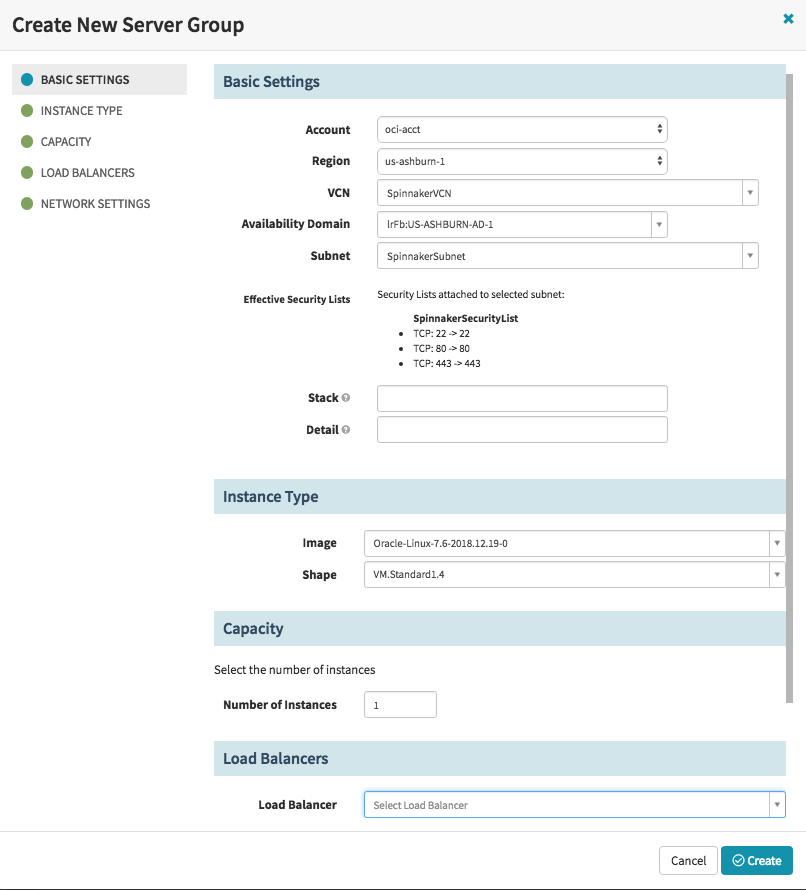 Create New Server Group
BASIC SETTINGS
INSTANCE TYPE
CAPACITY
LOAD BALANCERS
NETWORK SETTINGS
Basic Settings
Account oci-acct
Region us-ashburn-1
VCN SpinnakerVCN
Availability Domain lrFb:US-ASHBURN-AD-1
Subnet SpinnakerSubnet
Effective Security Lists Security Lists attached to selected subnet:
SpinnakerSecurityList
• TCP: 22 -> 22
• TCP: 80 -> 80
• TCP: 443 -> 443
Stack
Detail
Instance Type
Image Oracle-Linux-7.6-2018.12.19-0
Shape VM.Standard1.4
Capacity
Select the number of instances
Number of Instances 1
Load Balancers
Load Balancer Select Load Balancer
Cancel Create